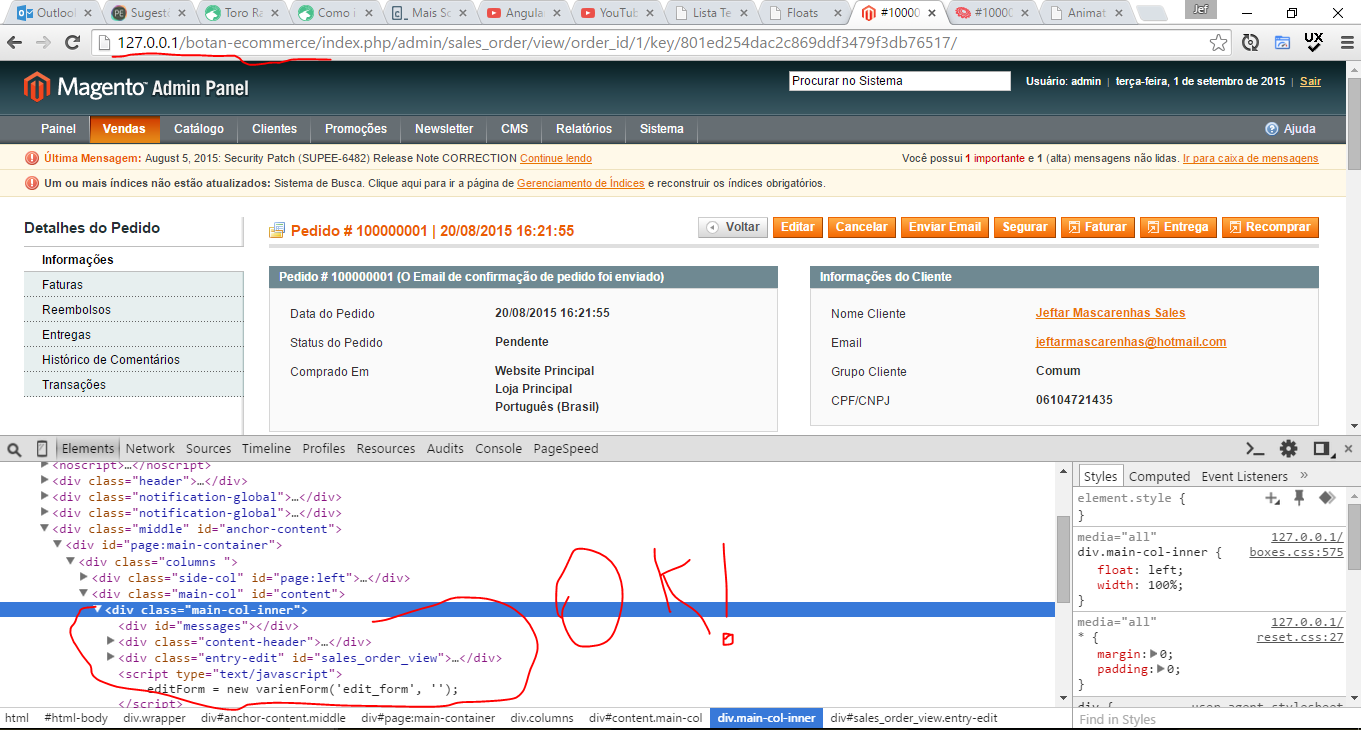 Outlook
Sugestõ
Toro Ra
Como i
Mais So
Angula
YouTub
Lista Te
Floats
#10000
#10000
Animat
Jef
127.0.0.1/botan-ecommerce/index.php/admin/sales_order/view/order_id/1/key/801ed254dac2c869ddf3479f3db76517/
UX
Magento™ Admin Panel
Procurar no Sistema
Usuário: admin | terça-feira, 1 de setembro de 2015 | Sair
Painel Vendas Catálogo Clientes Promoções Newsletter CMS Relatórios Sistema
Ajuda
Última Mensagem: August 5, 2015: Security Patch (SUPEE-6482) Release Note CORRECTION Continue lendo
Você possui 1 importante e 1 (alta) mensagens não lidas. Ir para caixa de mensagens
Um ou mais índices não estão atualizados: Sistema de Busca. Clique aqui para ir a página de Gerenciamento de Índices e reconstruir os índices obrigatórios.
Detalhes do Pedido
Informações
Faturas
Reembolsos
Entregas
Histórico de Comentários
Transações
Pedido # 100000001 | 20/08/2015 16:21:55
Voltar Editar Cancelar Enviar Email Segurar Faturar Entrega Recomprar
Pedido # 100000001 (O Email de confirmação de pedido foi enviado)
Data do Pedido 20/08/2015 16:21:55
Status do Pedido Pendente
Comprado Em Website Principal
Loja Principal
Português (Brasil)
Informações do Cliente
Nome Cliente Jeftar Mascarenhas Sales
Email jeftarmascarenhas@hotmail.com
Grupo Cliente Comum
CPF/CNPJ 06104721435
Elements Network Sources Timeline Profiles Resources Audits Console PageSpeed
<noscript>…</noscript>
<div class="header">…</div>
<div class="notification-global">…</div>
<div class="notification-global">…</div>
<div class="middle" id="anchor-content">
<div id="page:main-container">
<div class="columns ">
<div class="side-col" id="page:left">…</div>
<div class="main-col" id="content">
<div class="main-col-inner">
<div id="messages"></div>
<div class="content-header">…</div>
<div class="entry-edit" id="sales_order_view">…</div>
<script type="text/javascript">
editForm = new varienForm('edit_form', '');
</script>
OK!
html #html-body div.wrapper div#anchor-content.middle div#page:main-container div.columns div#content.main-col div.main-col-inner div#sales_order_view.entry-edit
Styles Computed Event Listeners »
element.style {
}
media="all" 127.0.0.1/
div.main-col-inner { boxes.css:575
float: left;
width: 100%;
}
media="all" 127.0.0.1/
* { reset.css:27
margin: 0;
padding: 0;
}
div { user agent stylesheet
Find in Styles